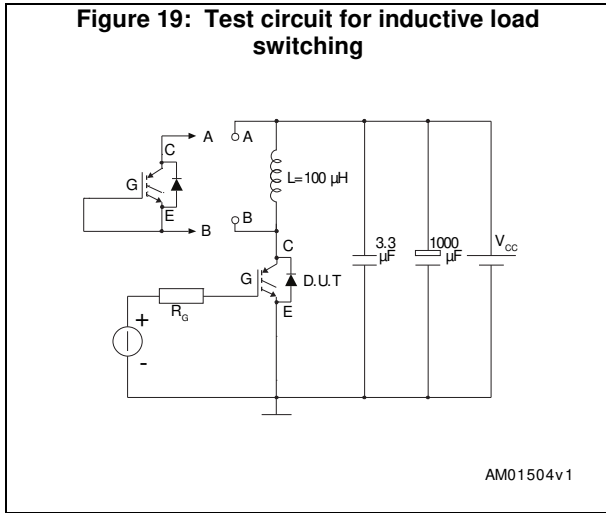 Figure 19: Test circuit for inductive load
switching
A
A
C
G
L=100 µH
E
B
B
C
3.3
µF
1000
µF
V_CC
G
D.U.T
E
R_G
+
-
AM01504v1